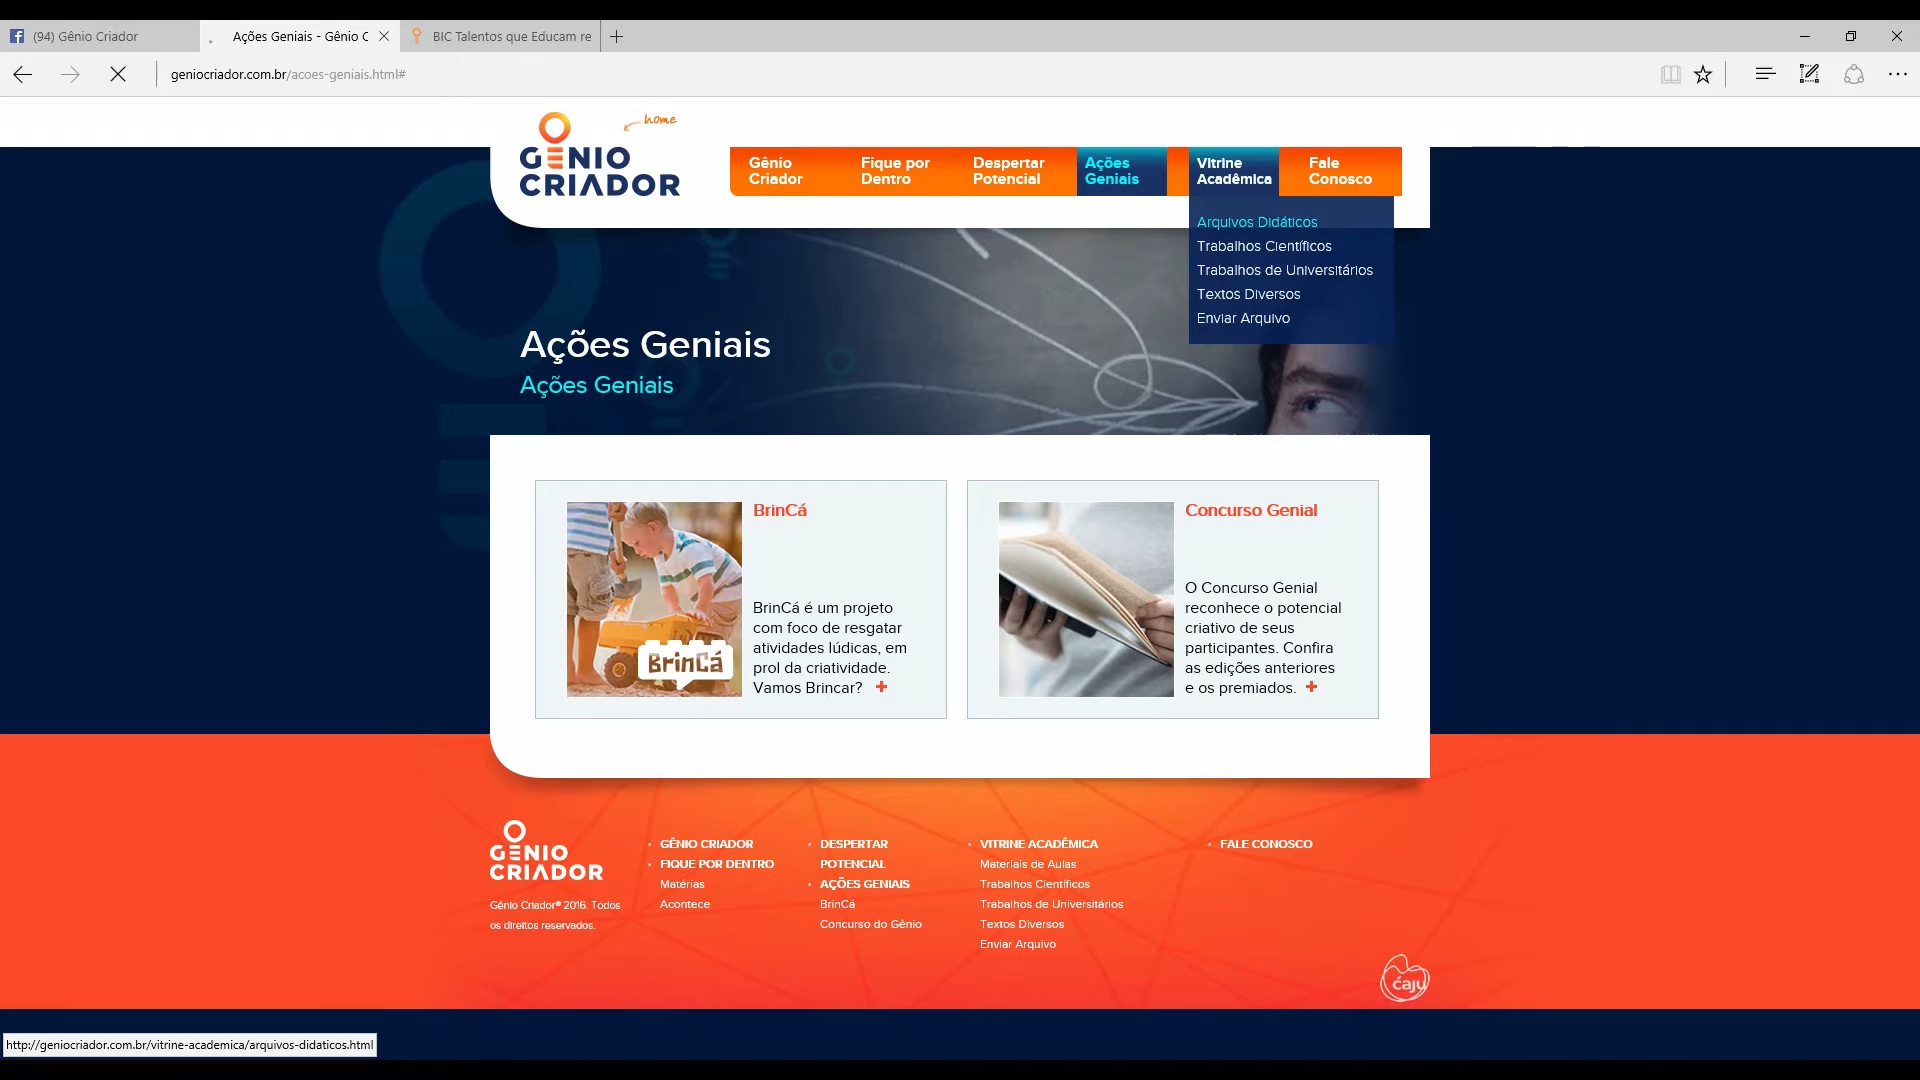 (94) Gênio Criador
Ações Geniais - Gênio C
BIC Talentos que Educam re
geniocriador.com.br/acoes-geniais.html#
home
GÊNIO
CRIADOR
Gênio
Criador
Fique por
Dentro
Despertar
Potencial
Ações
Geniais
Vitrine
Acadêmica
Fale
Conosco
Arquivos Didáticos
Trabalhos Científicos
Trabalhos de Universitários
Textos Diversos
Enviar Arquivo
Ações Geniais
Ações Geniais
BrinCá
BrinCá é um projeto
com foco de resgatar
atividades lúdicas, em
prol da criatividade.
Vamos Brincar? +
BrinCá
Concurso Genial
O Concurso Genial
reconhece o potencial
criativo de seus
participantes. Confira
as edições anteriores
e os premiados. +
GÊNIO
CRIADOR
Gênio Criador® 2016. Todos
os direitos reservados.
• GÊNIO CRIADOR
• FIQUE POR DENTRO
Matérias
Acontece
• DESPERTAR
POTENCIAL
• AÇÕES GENIAIS
BrinCá
Concurso do Gênio
• VITRINE ACADÊMICA
Materiais de Aulas
Trabalhos Científicos
Trabalhos de Universitários
Textos Diversos
Enviar Arquivo
• FALE CONOSCO
caju
http://geniocriador.com.br/vitrine-academica/arquivos-didaticos.html